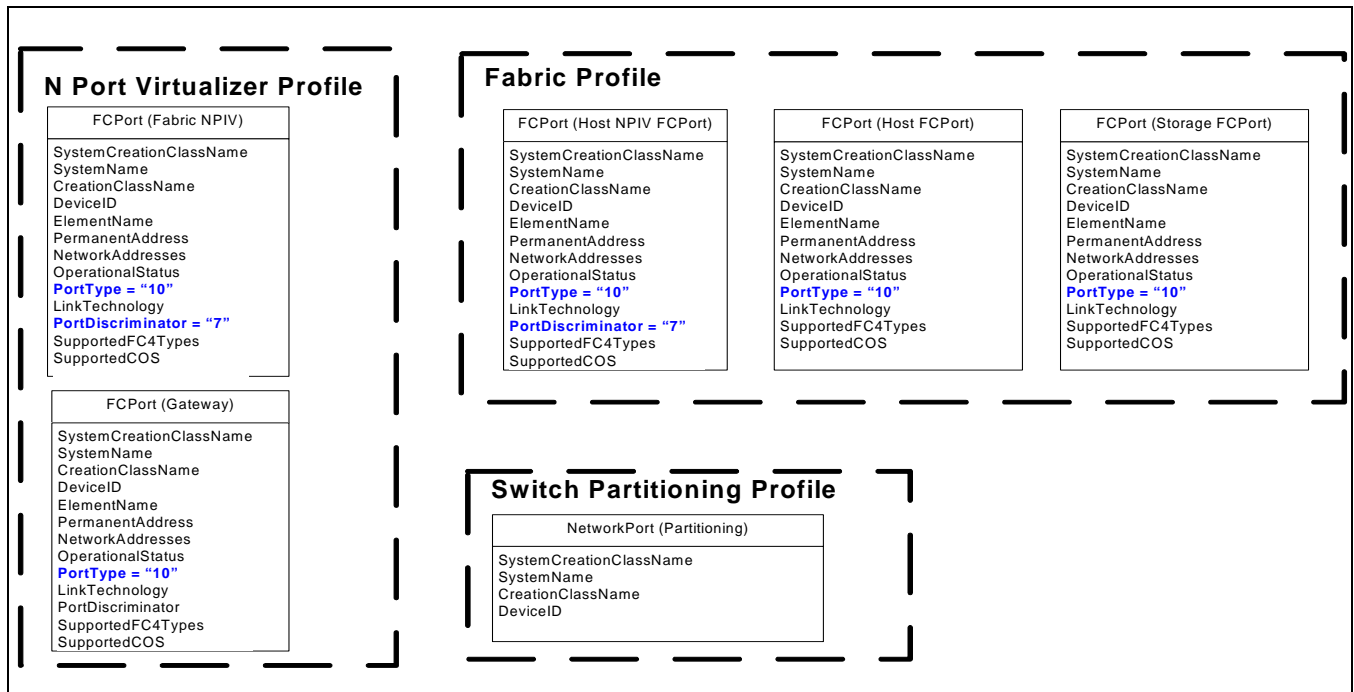 N Port Virtualizer Profile
FCPort (Fabric NPIV)
SystemCreationClassName
SystemName
CreationClassName
DeviceID
ElementName
PermanentAddress
NetworkAddresses
OperationalStatus
PortType = “10”
LinkTechnology
PortDiscriminator = “7”
SupportedFC4Types
SupportedCOS
FCPort (Gateway)
SystemCreationClassName
SystemName
CreationClassName
DeviceID
ElementName
PermanentAddress
NetworkAddresses
OperationalStatus
PortType = “10”
LinkTechnology
PortDiscriminator
SupportedFC4Types
SupportedCOS
Fabric Profile
FCPort (Host NPIV FCPort)
SystemCreationClassName
SystemName
CreationClassName
DeviceID
ElementName
PermanentAddress
NetworkAddresses
OperationalStatus
PortType = “10”
LinkTechnology
PortDiscriminator = “7”
SupportedFC4Types
SupportedCOS
FCPort (Host FCPort)
SystemCreationClassName
SystemName
CreationClassName
DeviceID
ElementName
PermanentAddress
NetworkAddresses
OperationalStatus
PortType = “10”
LinkTechnology
SupportedFC4Types
SupportedCOS
FCPort (Storage FCPort)
SystemCreationClassName
SystemName
CreationClassName
DeviceID
ElementName
PermanentAddress
NetworkAddresses
OperationalStatus
PortType = “10”
LinkTechnology
SupportedFC4Types
SupportedCOS
Switch Partitioning Profile
NetworkPort (Partitioning)
SystemCreationClassName
SystemName
CreationClassName
DeviceID